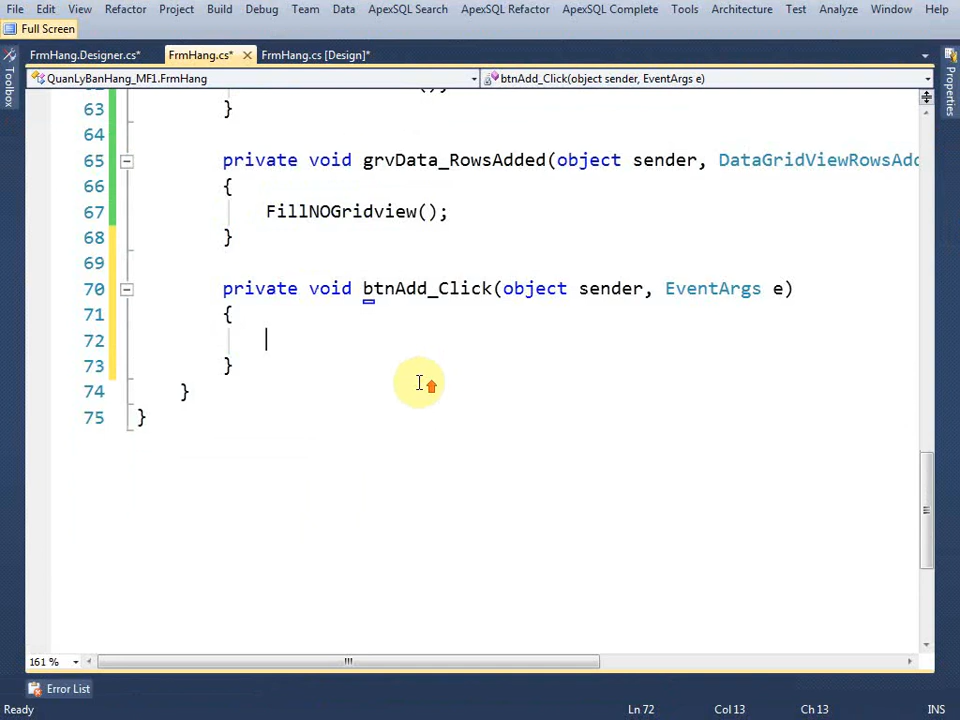 File Edit View Refactor Project Build Debug Team Data ApexSQL Search ApexSQL Refactor ApexSQL Complete Tools Architecture Test Analyze Window Help
Full Screen
FrmHang.Designer.cs* FrmHang.cs* FrmHang.cs [Design]*
Toolbox
Properties
QuanLyBanHang_MF1.FrmHang btnAdd_Click(object sender, EventArgs e)
();
63 }
64
65 private void grvData_RowsAdded(object sender, DataGridViewRowsAdd
66 {
67 FillNOGridview();
68 }
69
70 private void btnAdd_Click(object sender, EventArgs e)
71 {
72
73 }
74 }
75 }
161 %
Error List
Ready Ln 72 Col 13 Ch 13 INS